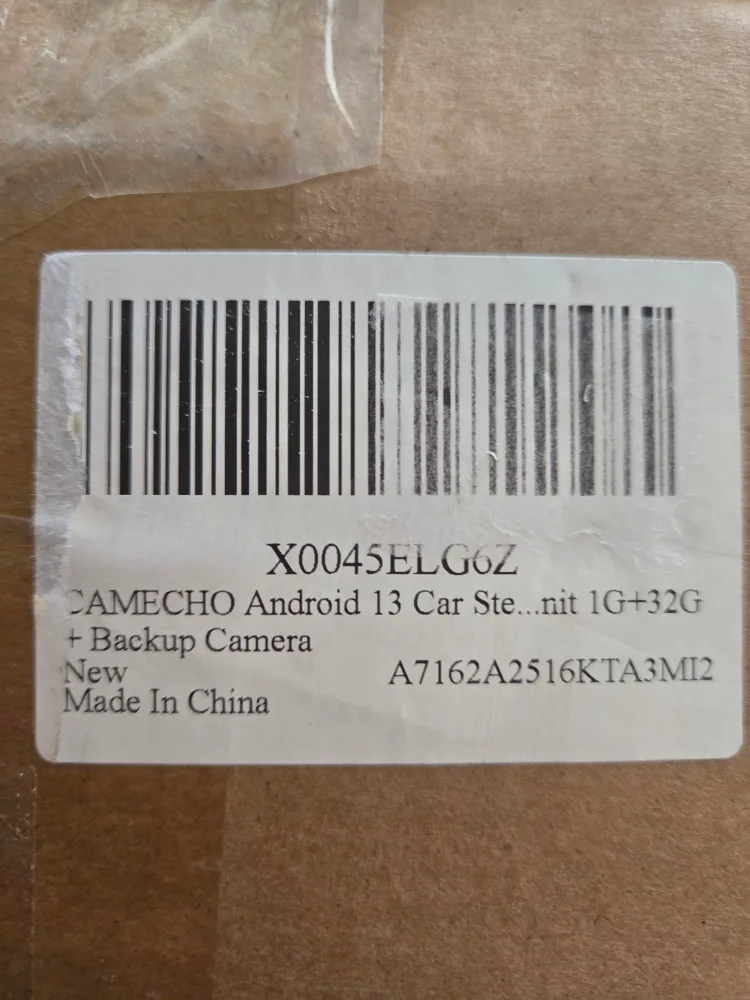 X0045ELG6Z
CAMECHO Android 13 Car Ste...nit 1G+32G
+ Backup Camera
New A7162A2516KTA3MI2
Made In China